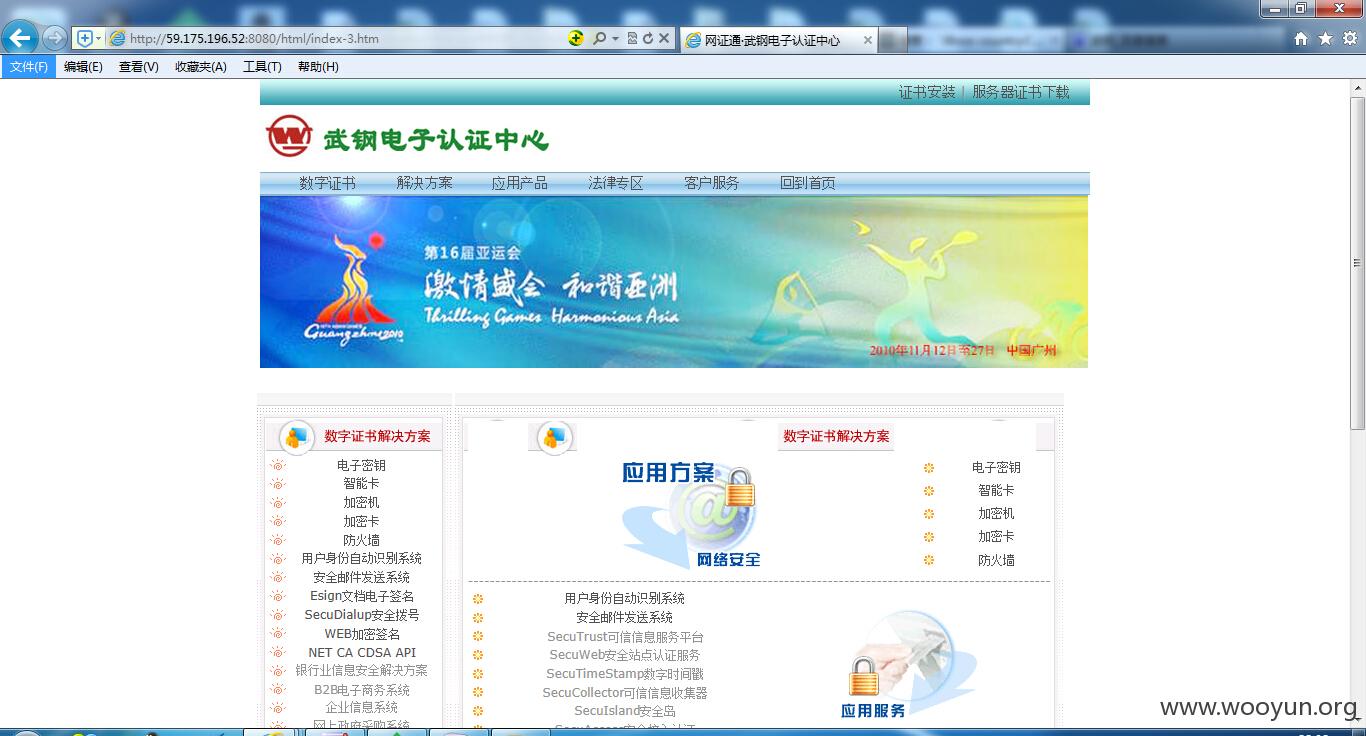 http://59.175.196.52:8080/html/index-3.htm
网证通·武钢电子认证中心
文件(F) 编辑(E) 查看(V) 收藏夹(A) 工具(T) 帮助(H)
证书安装 | 服务器证书下载
武钢电子认证中心
数字证书 解决方案 应用产品 法律专区 客户服务 回到首页
第16届亚运会
激情盛会 和谐亚洲
Thrilling Games Harmonious Asia
Guangzhou2010
2010年11月12日至27日 中国广州
数字证书解决方案
电子密钥
智能卡
加密机
加密卡
防火墙
用户身份自动识别系统
安全邮件发送系统
Esign文档电子签名
SecuDialup安全拨号
WEB加密签名
NET CA CDSA API
银行业信息安全解决方案
B2B电子商务系统
企业信息系统
网上政府采购系统
数字证书解决方案
应用方案
网络安全
电子密钥
智能卡
加密机
加密卡
防火墙
用户身份自动识别系统
安全邮件发送系统
SecuTrust可信信息服务平台
SecuWeb安全站点认证服务
SecuTimeStamp数字时间戳
SecuCollector可信信息收集器
SecuIsland安全岛
应用服务
www.wooyun.org